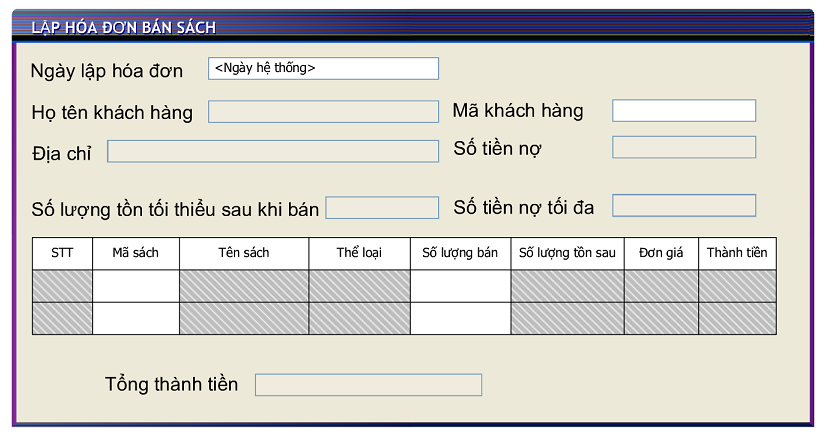 LẬP HÓA ĐƠN BÁN SÁCH
Ngày lập hóa đơn <Ngày hệ thống>
Họ tên khách hàng Mã khách hàng
Địa chỉ Số tiền nợ
Số lượng tồn tối thiểu sau khi bán Số tiền nợ tối đa
STT Mã sách Tên sách Thể loại Số lượng bán Số lượng tồn sau Đơn giá Thành tiền
Tổng thành tiền